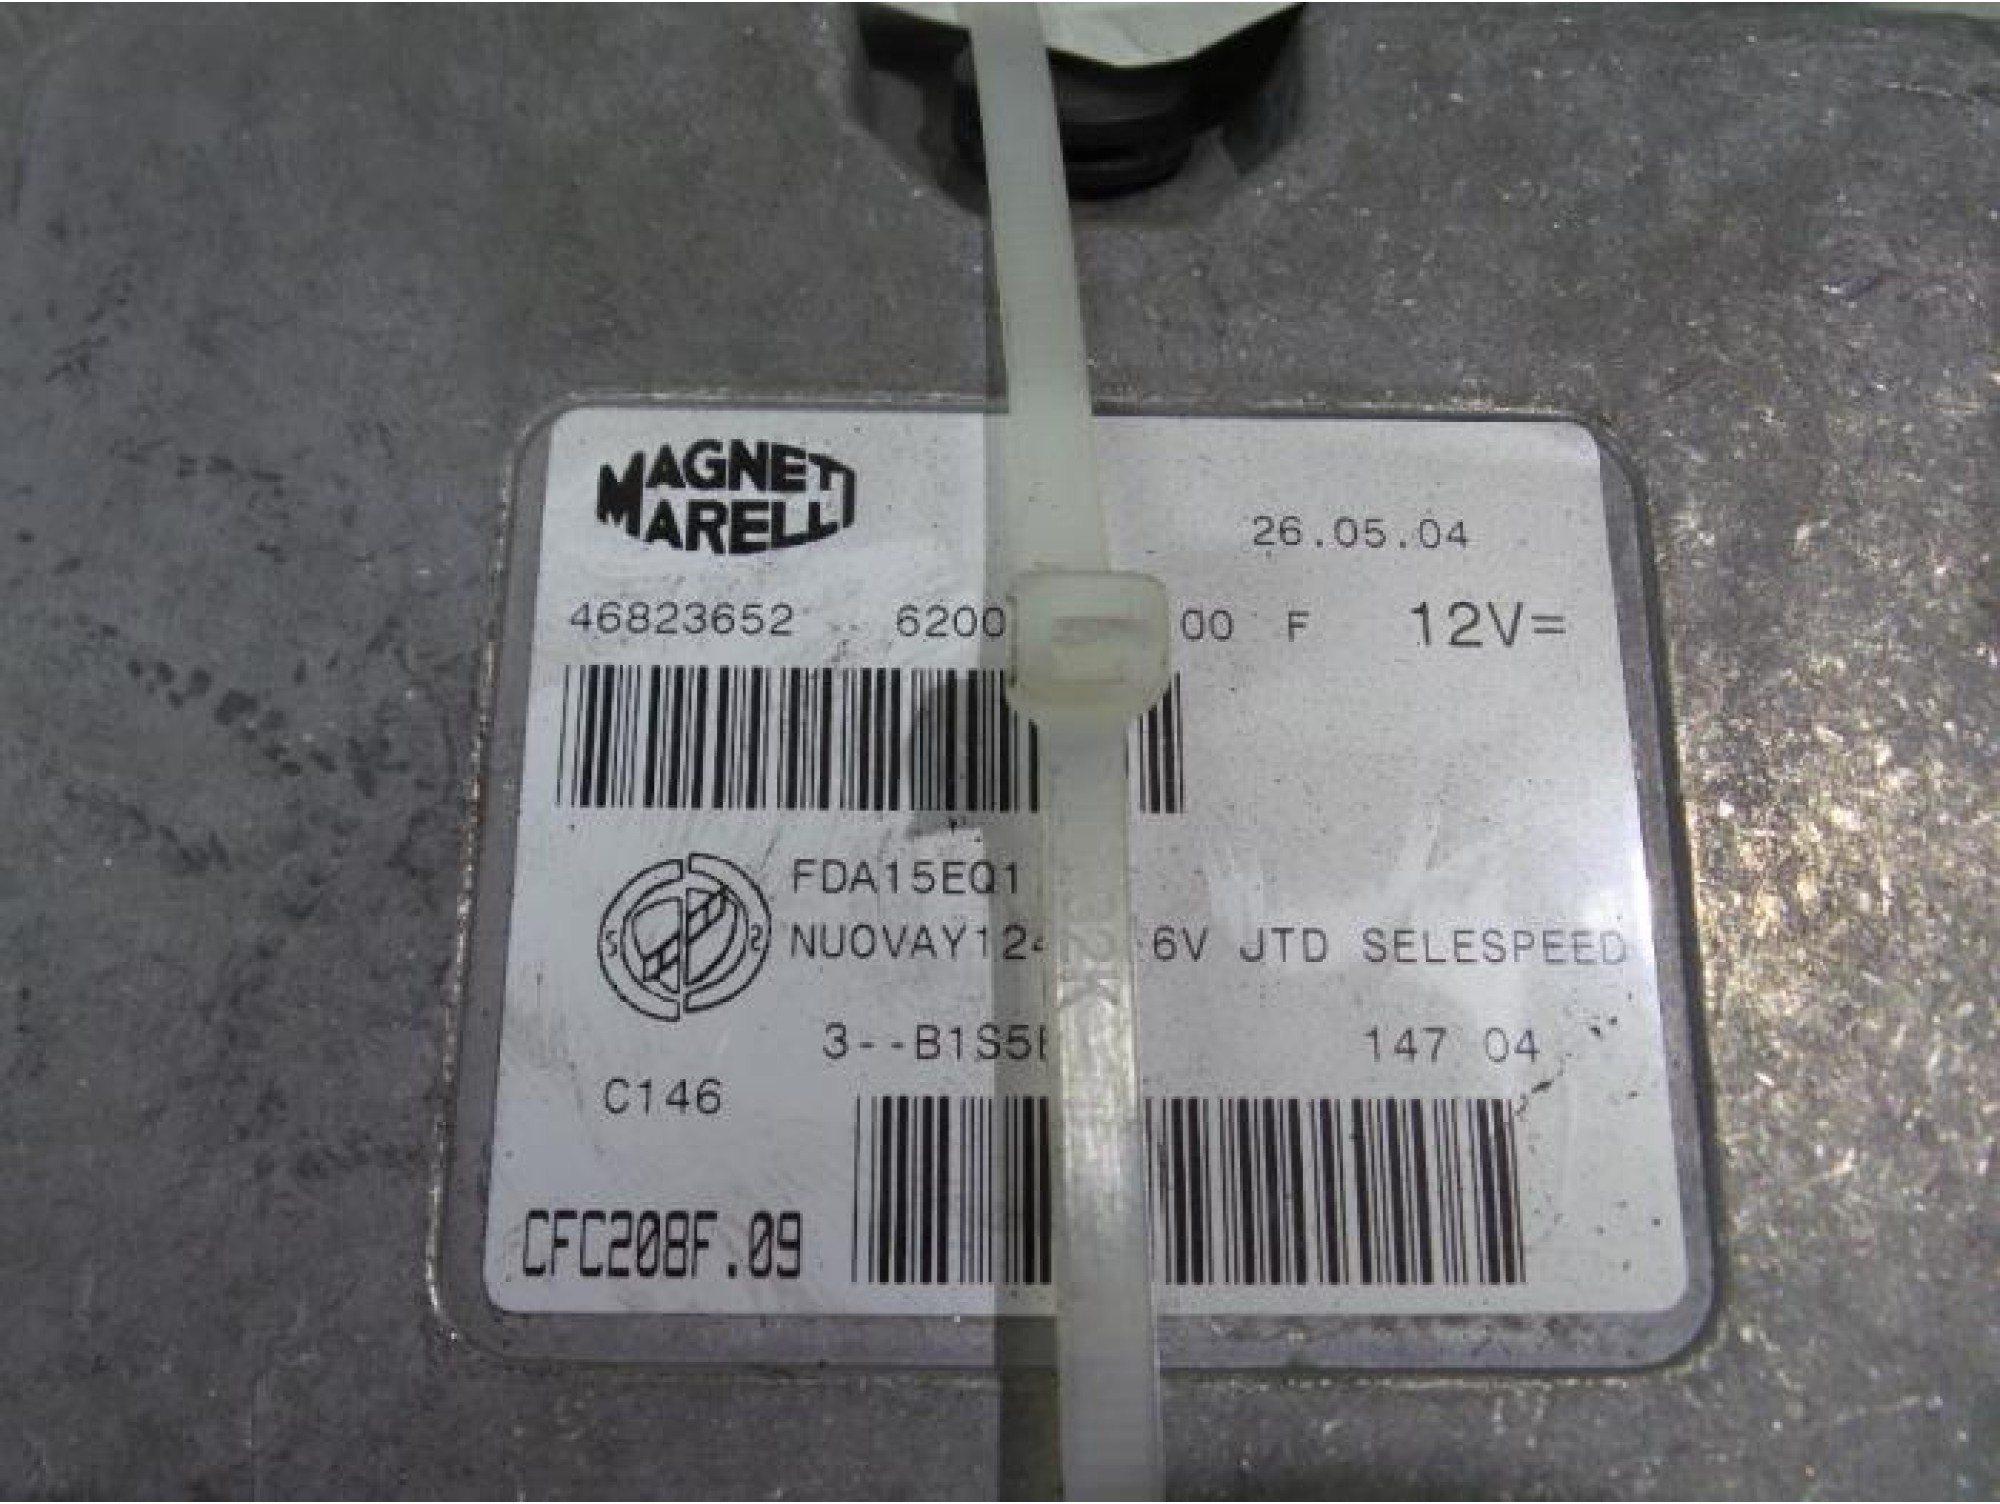 MAGNETI
MARELLI
26.05.04
46823652 6200 00 F 12V=
FDA15EQ1
NUOVAY124 6V JTD SELESPEED
3--B1S5 147 04
C146
CFC208F.09